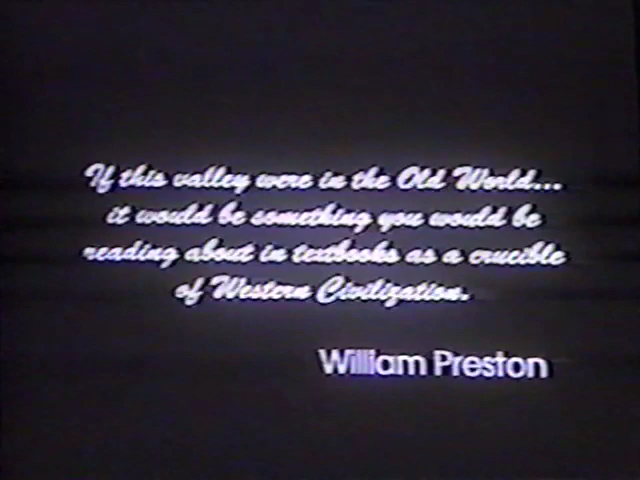 If this valley were in the Old World...
it would be something you would be
reading about in textbooks as a crucible
of Western Civilization.
William Preston